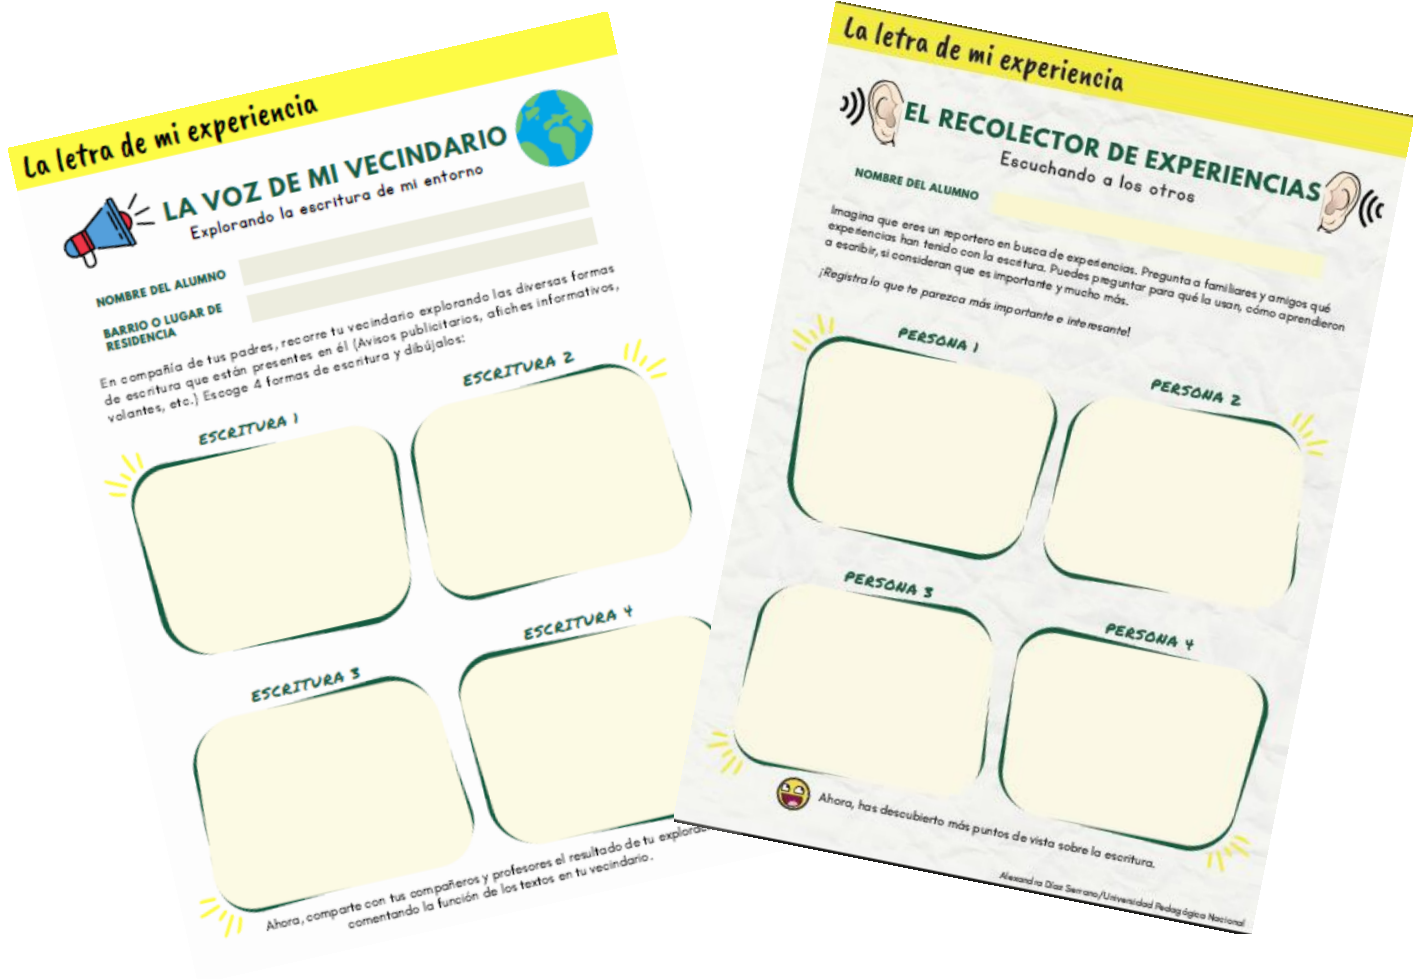 La letra de mi experiencia
LA VOZ DE MI VECINDARIO
Explorando la escritura de mi entorno
NOMBRE DEL ALUMNO
BARRIO O LUGAR DE
RESIDENCIA
En compañía de tus padres, recorre tu vecindario explorando las diversas formas
de escritura que están presentes en él (Avisos publicitarios, afiches informativos,
volantes, etc.) Escoge 4 formas de escritura y dibújalos:
ESCRITURA 1
ESCRITURA 2
ESCRITURA 3
ESCRITURA 4
Ahora, comparte con tus compañeros y profesores el resultado de tu explora
comentando la función de los textos en tu vecindario.
La letra de mi experiencia
EL RECOLECTOR DE EXPERIENCIAS
Escuchando a los otros
NOMBRE DEL ALUMNO
Imagina que eres un reportero en busca de experiencias. Pregunta a familiares y amigos qué
experiencias han tenido con la escritura. Puedes preguntar para qué la usan, cómo aprendieron
a escribir, si consideran que es importante y mucho más.
¡Registra lo que te parezca más importante e interesante!
PERSONA 1
PERSONA 2
PERSONA 3
PERSONA 4
Ahora, has descubierto más puntos de vista sobre la escritura.
Alexandra Díaz Serrano/Universidad Pedagógica Nacional